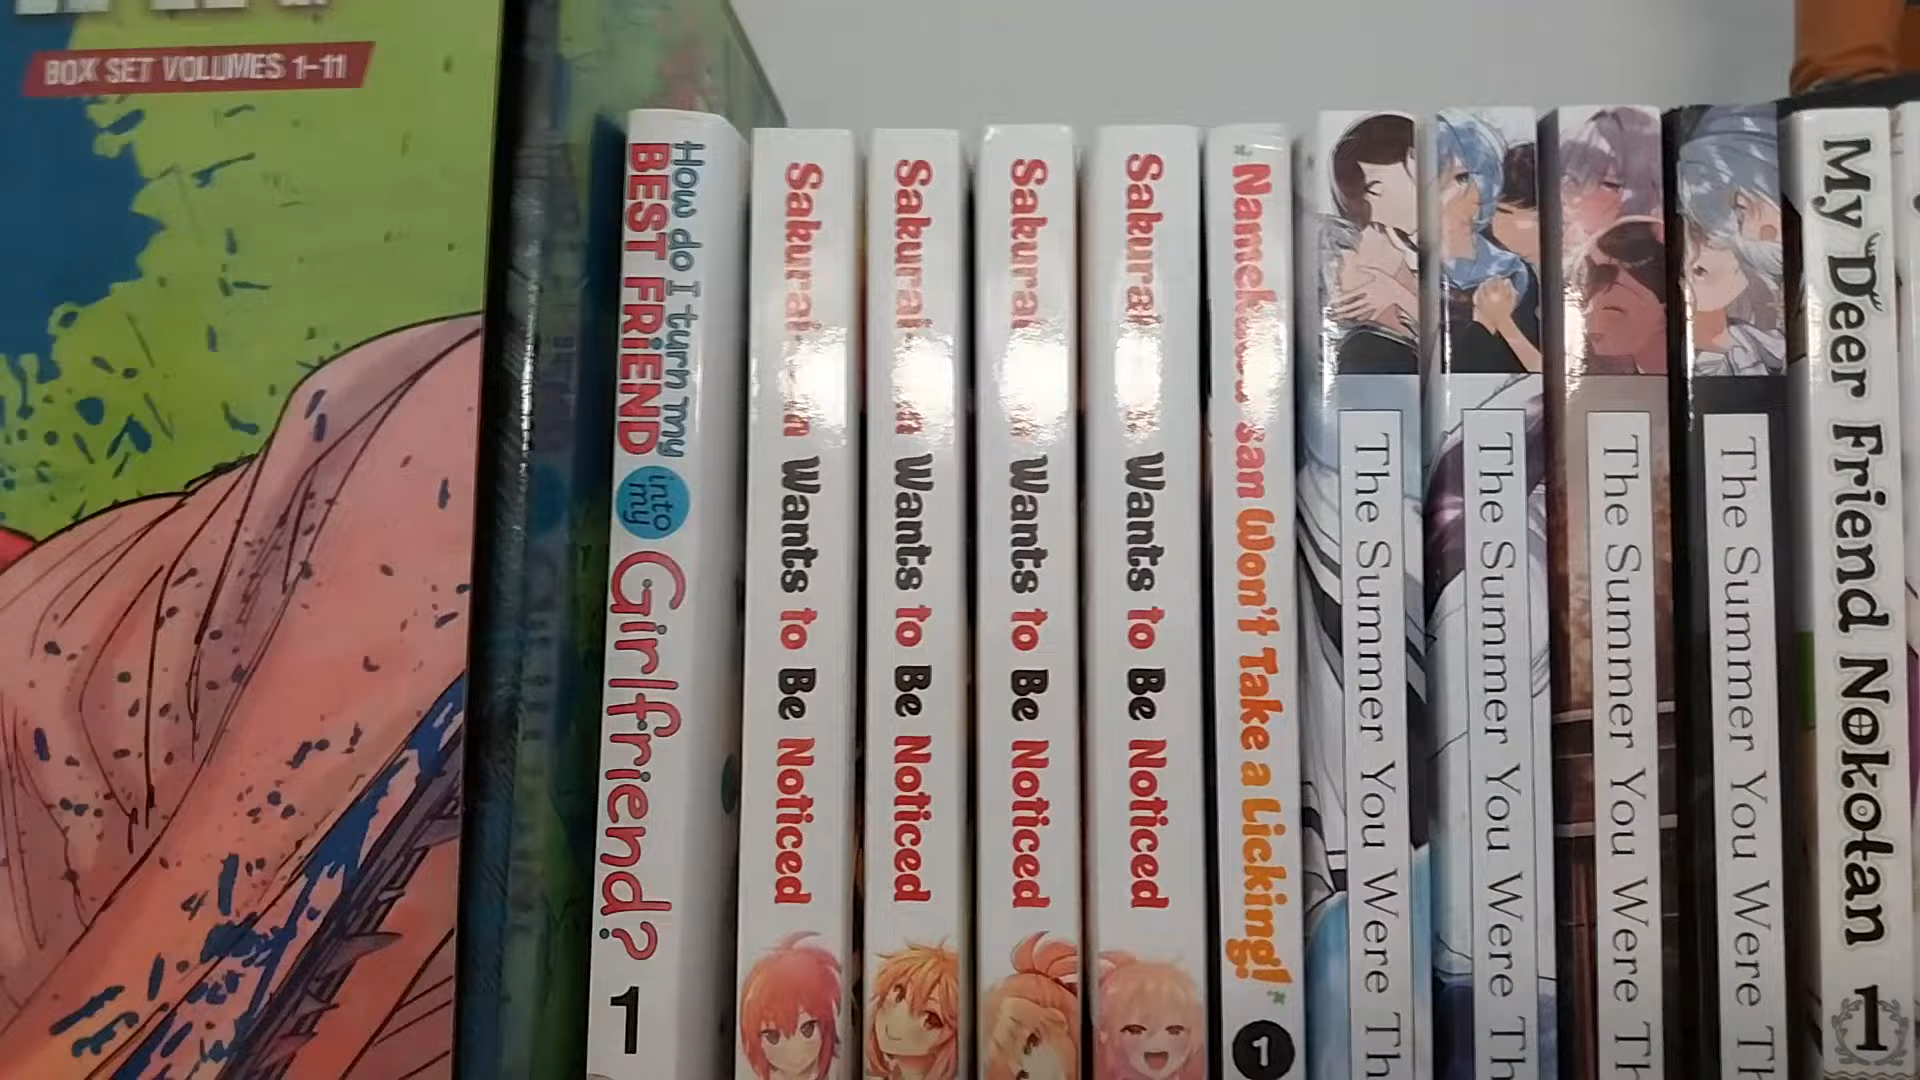 BOX SET VOLUMES 1-11
How do I turn my
BEST FRiEND
into
my
Girlfriend?
1
Wants to Be Noticed
Wants to Be Noticed
Wants to Be Noticed
Wants to Be Noticed
san Won't Take a Licking!
1
The Summer You Were
The Summer You Were
The Summer You Were
The Summer You Were
My Deer Friend Nokotan
1